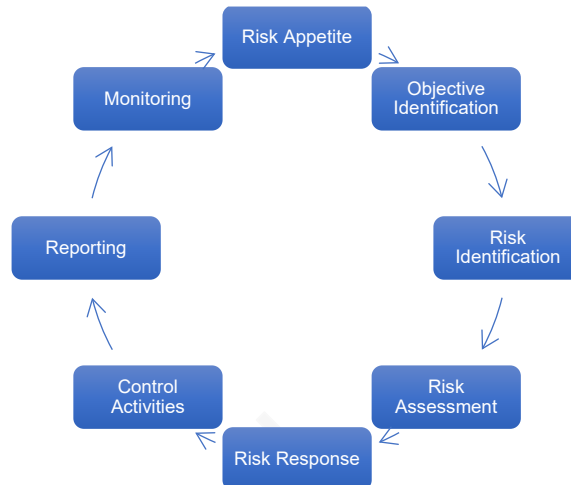 Risk Appetite
Objective
Identification
Risk
Identification
Risk
Assessment
Risk Response
Control
Activities
Reporting
Monitoring